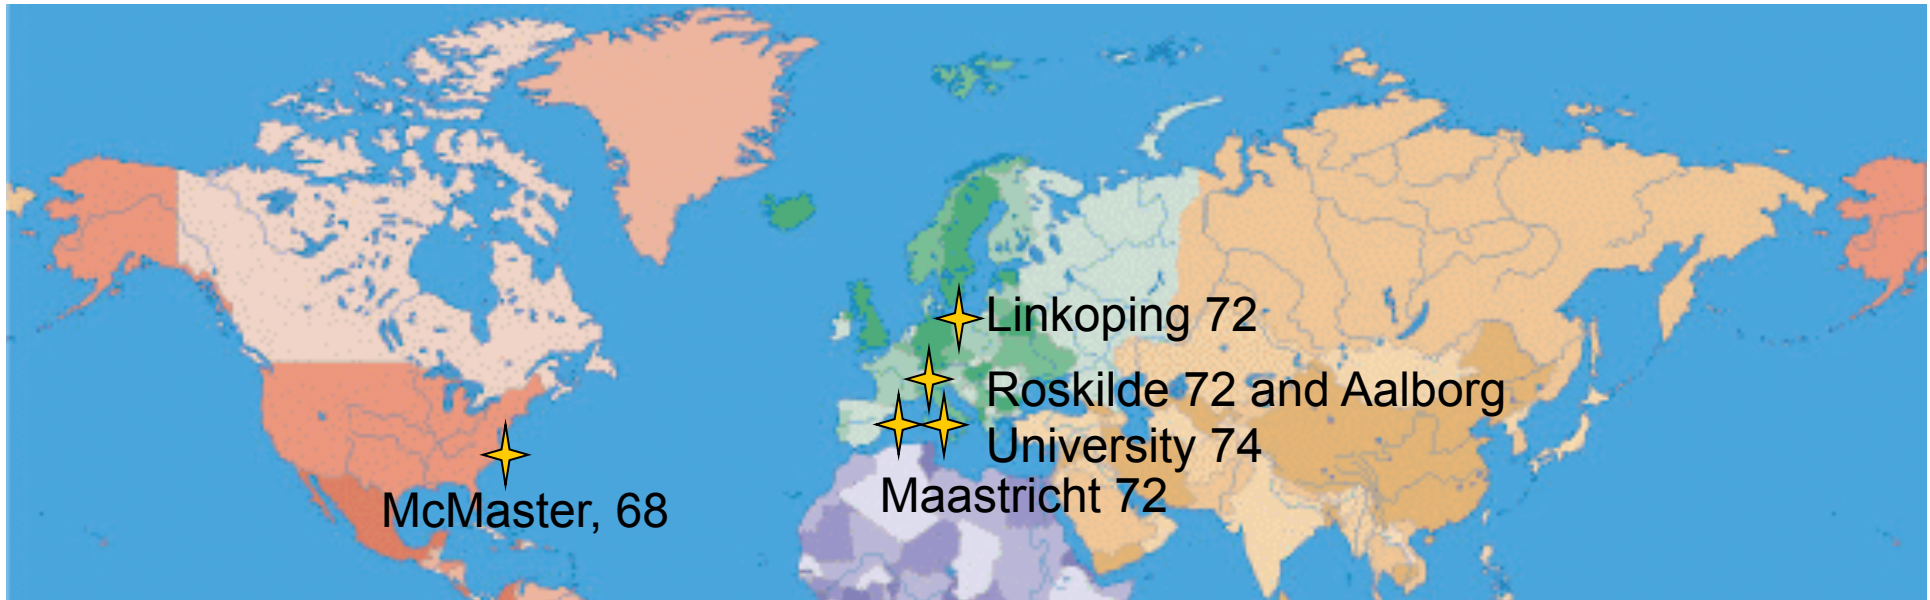 Linkoping 72
Roskilde 72 and Aalborg
University 74
Maastricht 72
McMaster, 68